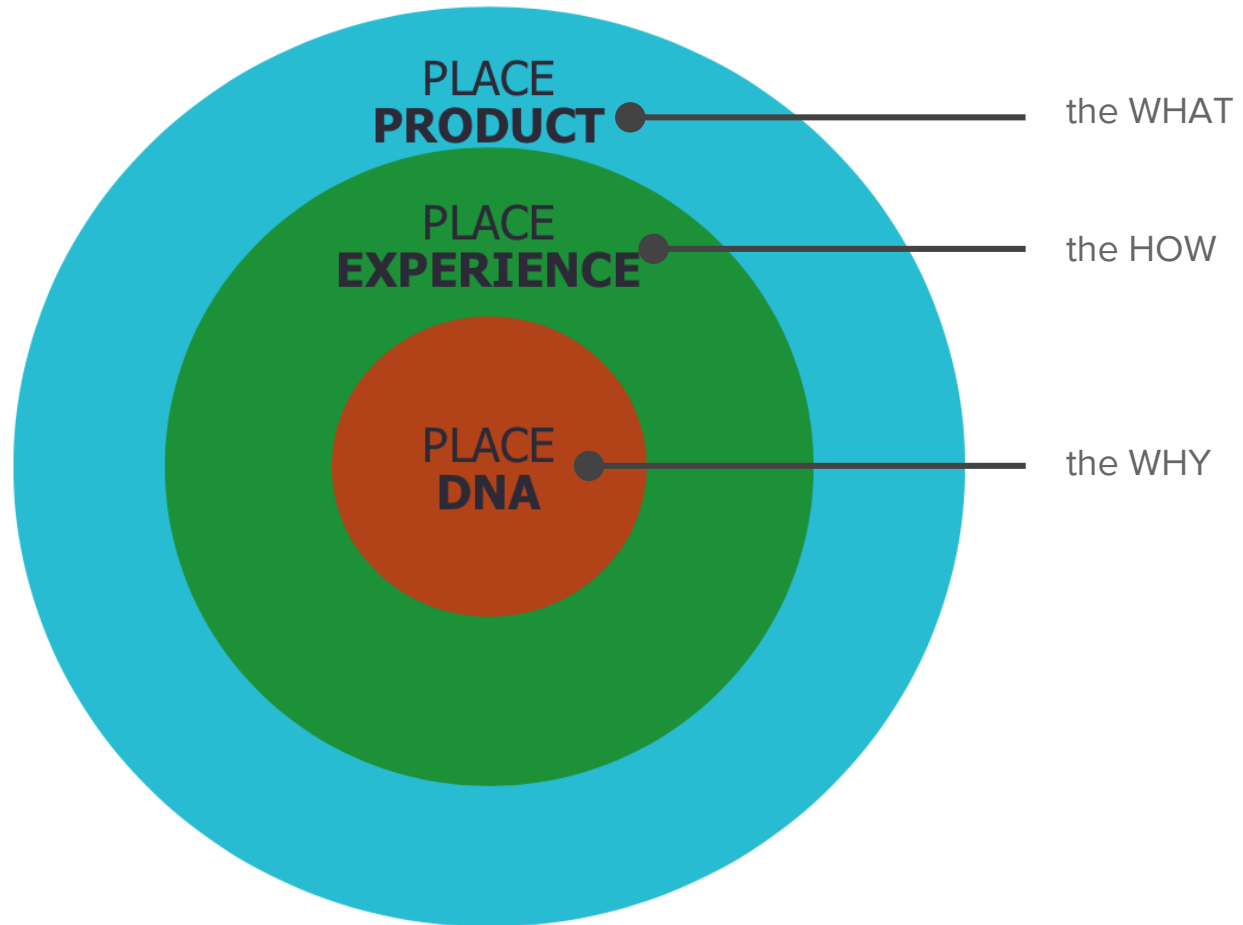 PLACE
PRODUCT
the WHAT
PLACE
EXPERIENCE
the HOW
PLACE
DNA
the WHY